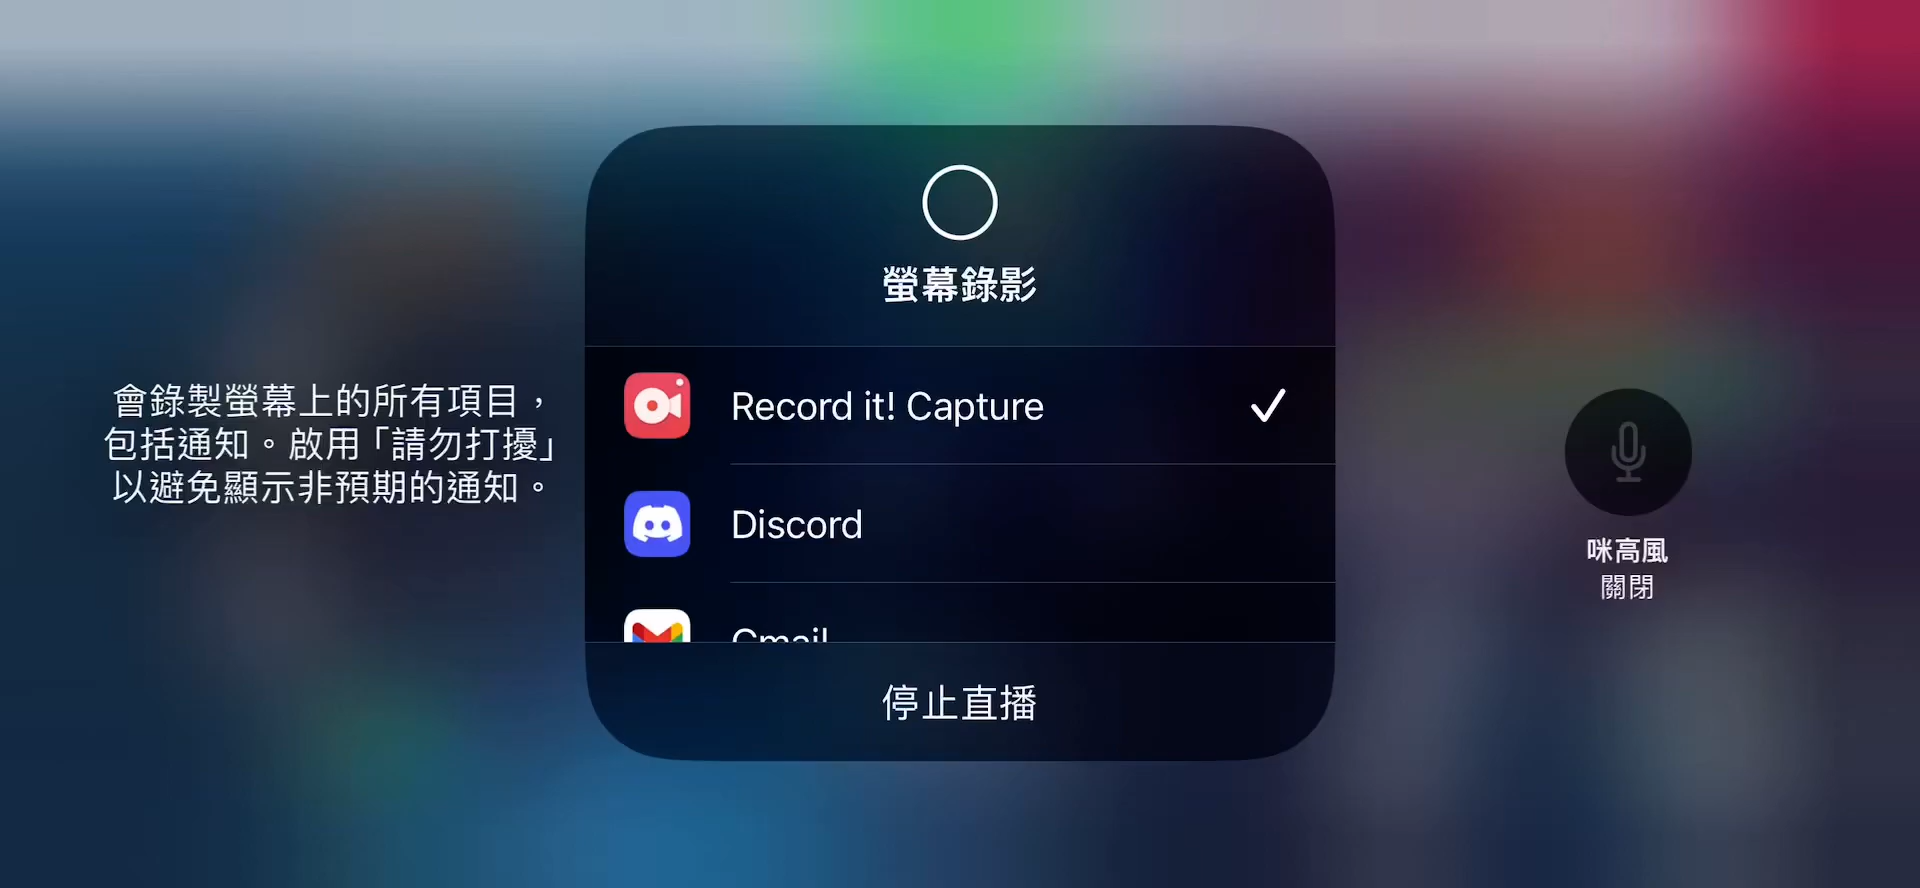 螢幕錄影
會錄製螢幕上的所有項目，
包括通知。啟用「請勿打擾」
以避免顯示非預期的通知。
Record it! Capture
Discord
Gmail
停止直播
咪高風
關閉